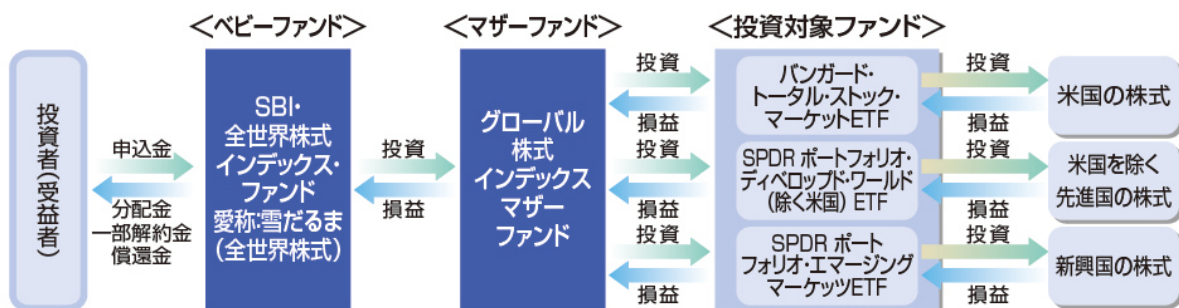 <ベビーファンド>
<マザーファンド>
<投資対象ファンド>
投資者(受益者)
申込金
分配金
一部解約金
償還金
SBI・
全世界株式
インデックス・
ファンド
愛称:雪だるま
(全世界株式)
投資
損益
グローバル
株式
インデックス
マザー
ファンド
投資
損益
投資
損益
投資
損益
バンガード・
トータル・ストック・
マーケットETF
SPDR ポートフォリオ・
ディベロップド・ワールド
(除く米国) ETF
SPDR ポート
フォリオ・エマージング
マーケッツETF
投資
損益
投資
損益
投資
損益
米国の株式
米国を除く
先進国の株式
新興国の株式